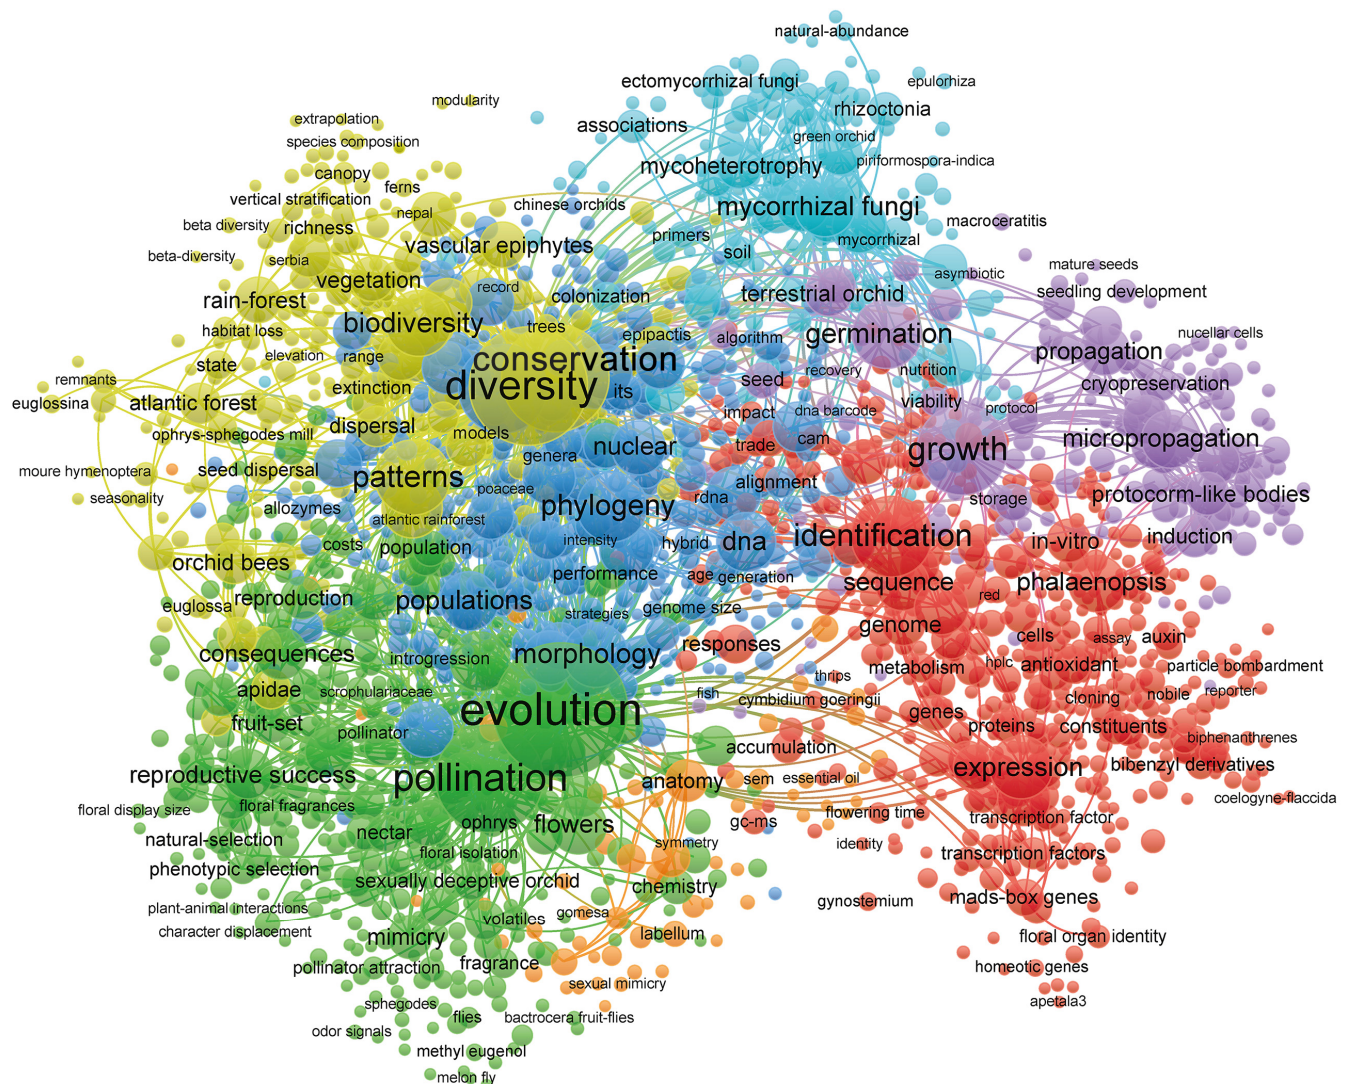 natural-abundance
ectomycorrhizal fungi
epulorhiza
modularity
rhizoctonia
extrapolation
associations
green orchid
species composition
piriformospora-indica
mycoheterotrophy
canopy
ferns
vertical stratification
chinese orchids
mycorrhizal fungi
nepal
macroceratitis
beta diversity
richness
primers
mycorrhizal
vascular epiphytes
soil
beta-diversity
serbia
mature seeds
asymbiotic
vegetation
record
terrestrial orchid
seedling development
rain-forest
colonization
biodiversity
trees
habitat loss
epipactis
algorithm
germination
nucellar cells
elevation
range
conservation
propagation
state
recovery
nutrition
remnants
extinction
diversity
its
seed
cryopreservation
euglossina
atlantic forest
viability
impact
dna barcode
protocol
dispersal
ophrys-sphegodes mill
models
nuclear
trade
cam
micropropagation
growth
genera
moure hymenoptera
seed dispersal
patterns
poaceae
alignment
seasonality
rdna
storage
protocorm-like bodies
allozymes
phylogeny
atlantic rainforest
identification
induction
costs
population
intensity
hybrid
dna
in-vitro
orchid bees
performance
age
generation
sequence
phalaenopsis
euglossa
reproduction
populations
strategies
genome size
red
genome
cells
assay
auxin
responses
consequences
introgression
morphology
metabolism
hplc
antioxidant
particle bombardment
thrips
apidae
scrophulariaceae
fish
cymbidium goeringii
cloning
nobile
reporter
fruit-set
evolution
genes
proteins
constituents
pollinator
biphenanthrenes
accumulation
reproductive success
pollination
anatomy
sem
essential oil
expression
bibenzyl derivatives
coelogyne-flaccida
floral display size
floral fragrances
flowering time
transcription factor
ophrys
flowers
gc-ms
nectar
natural-selection
symmetry
identity
floral isolation
transcription factors
phenotypic selection
sexually deceptive orchid
chemistry
mads-box genes
gynostemium
plant-animal interactions
volatiles
gomesa
character displacement
mimicry
labellum
floral organ identity
pollinator attraction
fragrance
homeotic genes
sexual mimicry
sphegodes
apetala3
flies
bactrocera fruit-flies
odor signals
methyl eugenol
melon fly